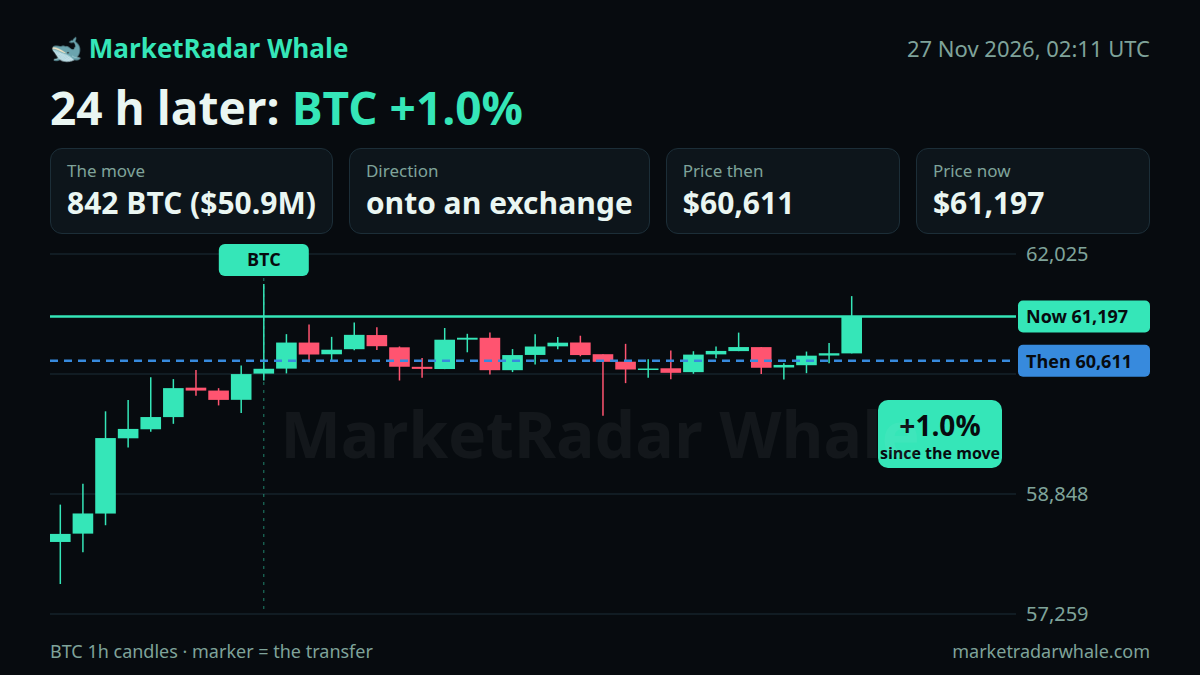 MarketRadar Whale
27 Nov 2026, 02:11 UTC
24 h later: BTC +1.0%
The move
842 BTC ($50.9M)
Direction
onto an exchange
Price then
$60,611
Price now
$61,197
BTC
62,025
Now 61,197
Then 60,611
MarketRadar Whale
+1.0%
since the move
58,848
57,259
BTC 1h candles · marker = the transfer
marketradarwhale.com